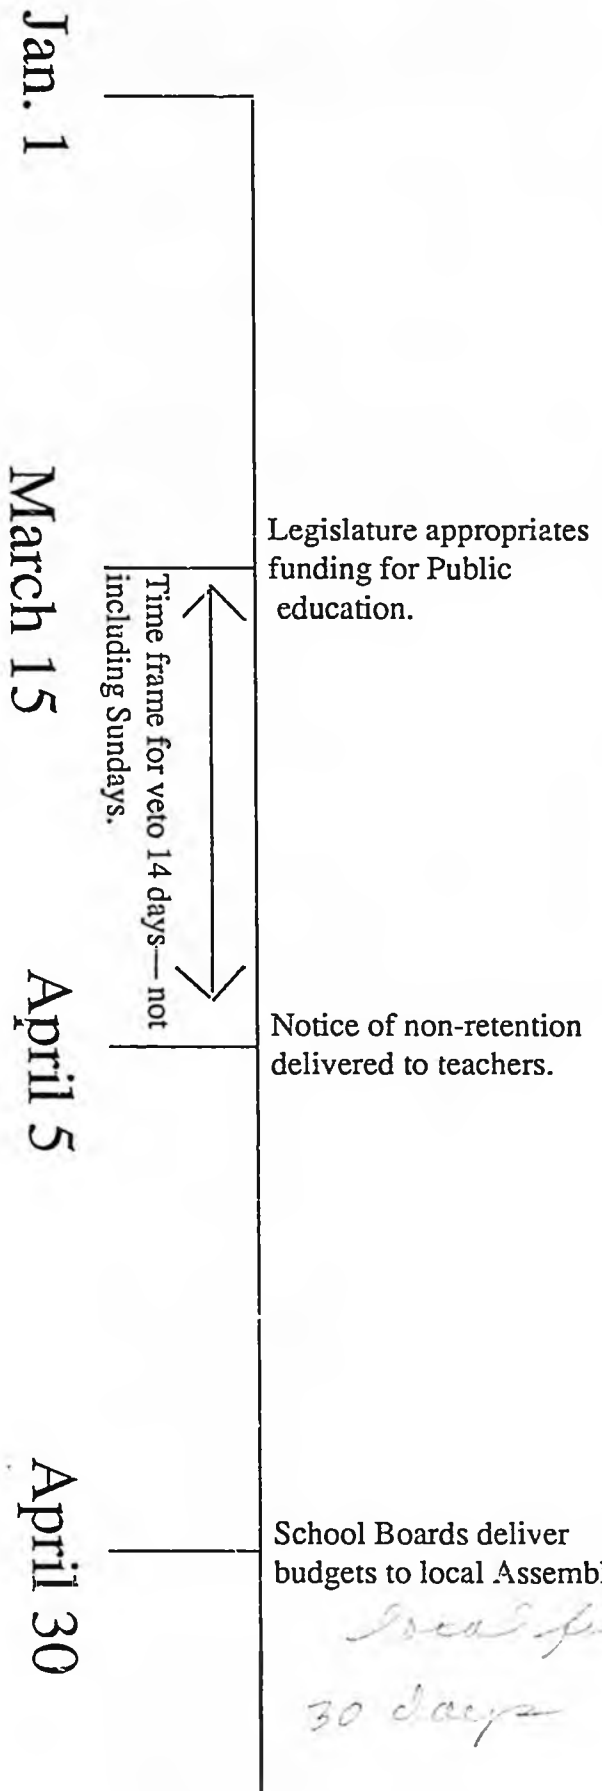 Jan. 1
Legislature appropriates
funding for Public
education.
March 15
Time frame for veto 14 days— not
including Sundays.
Notice of non-retention
delivered to teachers.
April 5
School Boards deliver
budgets to local
April 30
local
30 days